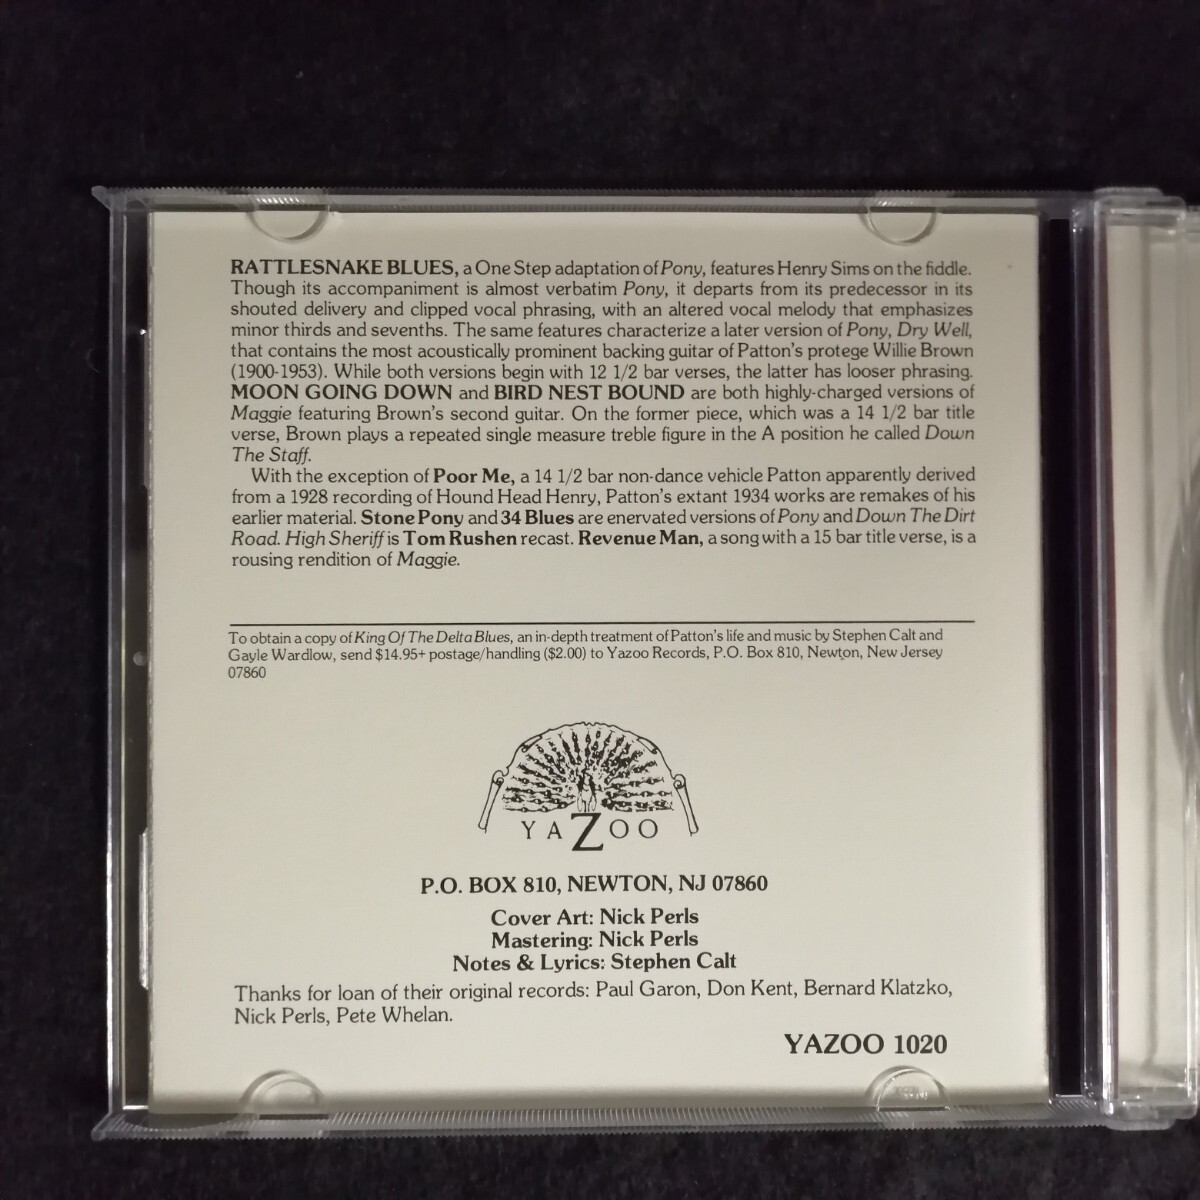 RATTLESNAKE BLUES, a One Step adaptation of Pony, features Henry Sims on the fiddle.
Though its accompaniment is almost verbatim Pony, it departs from its predecessor in its
shouted delivery and clipped vocal phrasing, with an altered vocal melody that emphasizes
minor thirds and sevenths. The same features characterize a later version of Pony, Dry Well,
that contains the most acoustically prominent backing guitar of Patton's protege Willie Brown
(1900-1953). While both versions begin with 12 1/2 bar verses, the latter has looser phrasing.
MOON GOING DOWN and BIRD NEST BOUND are both highly-charged versions of
Maggie featuring Brown's second guitar. On the former piece, which was a 14 1/2 bar title
verse, Brown plays a repeated single measure treble figure in the A position he called Down
The Staff.
With the exception of Poor Me, a 14 1/2 bar non-dance vehicle Patton apparently derived
from a 1928 recording of Hound Head Henry, Patton's extant 1934 works are remakes of his
earlier material. Stone Pony and 34 Blues are enervated versions of Pony and Down The Dirt
Road. High Sheriff is Tom Rushen recast. Revenue Man, a song with a 15 bar title verse, is a
rousing rendition of Maggie.
To obtain a copy of King Of The Delta Blues, an in-depth treatment of Patton's life and music by Stephen Calt and
Gayle Wardlow, send $14.95+ postage/handling ($2.00) to Yazoo Records, P.O. Box 810, Newton, New Jersey
07860
YAZOO
P.O. BOX 810, NEWTON, NJ 07860
Cover Art: Nick Perls
Mastering: Nick Perls
Notes & Lyrics: Stephen Calt
Thanks for loan of their original records: Paul Garon, Don Kent, Bernard Klatzko,
Nick Perls, Pete Whelan.
YAZOO 1020